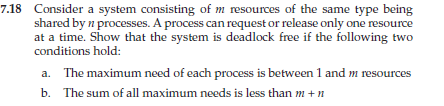 7.18 Consider a system consisting of m resources of the same type being
shared by n processes. A process can request or release only one resource
at a time. Show that the system is deadlock free if the following two
conditions hold:
a. The maximum need of each process is between 1 and m resources
b. The sum of all maximum needs is less than m + n